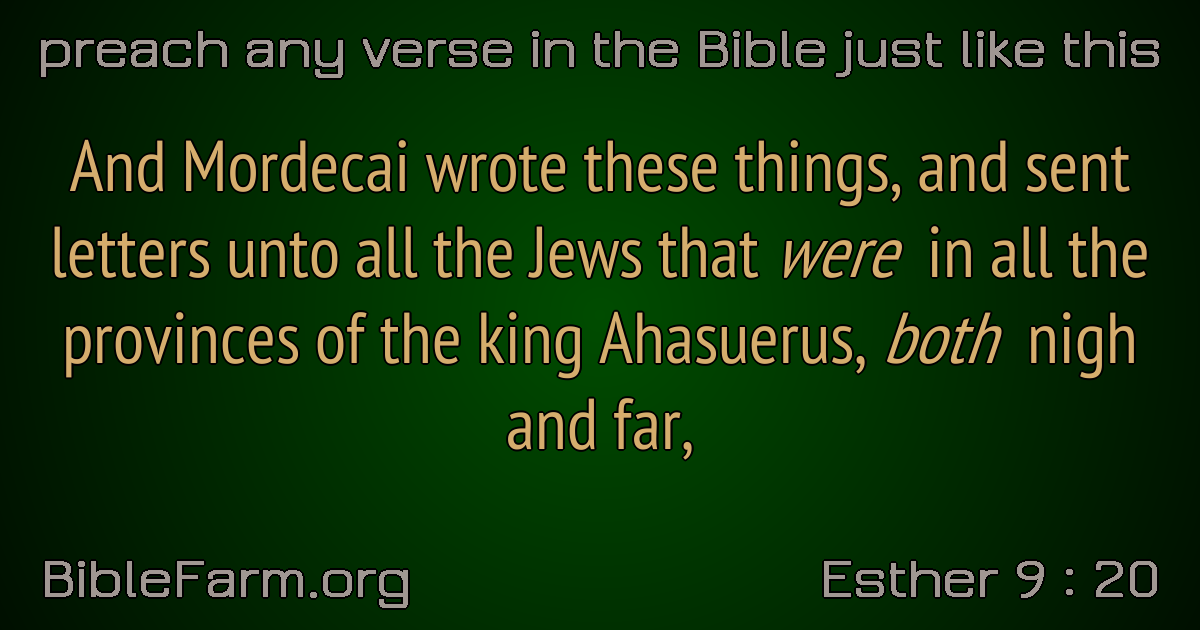 preach any verse in the Bible just like this
And Mordecai wrote these things, and sent
letters unto all the Jews that were in all the
provinces of the king Ahasuerus, both nigh
and far,
BibleFarm.org
Esther 9 : 20